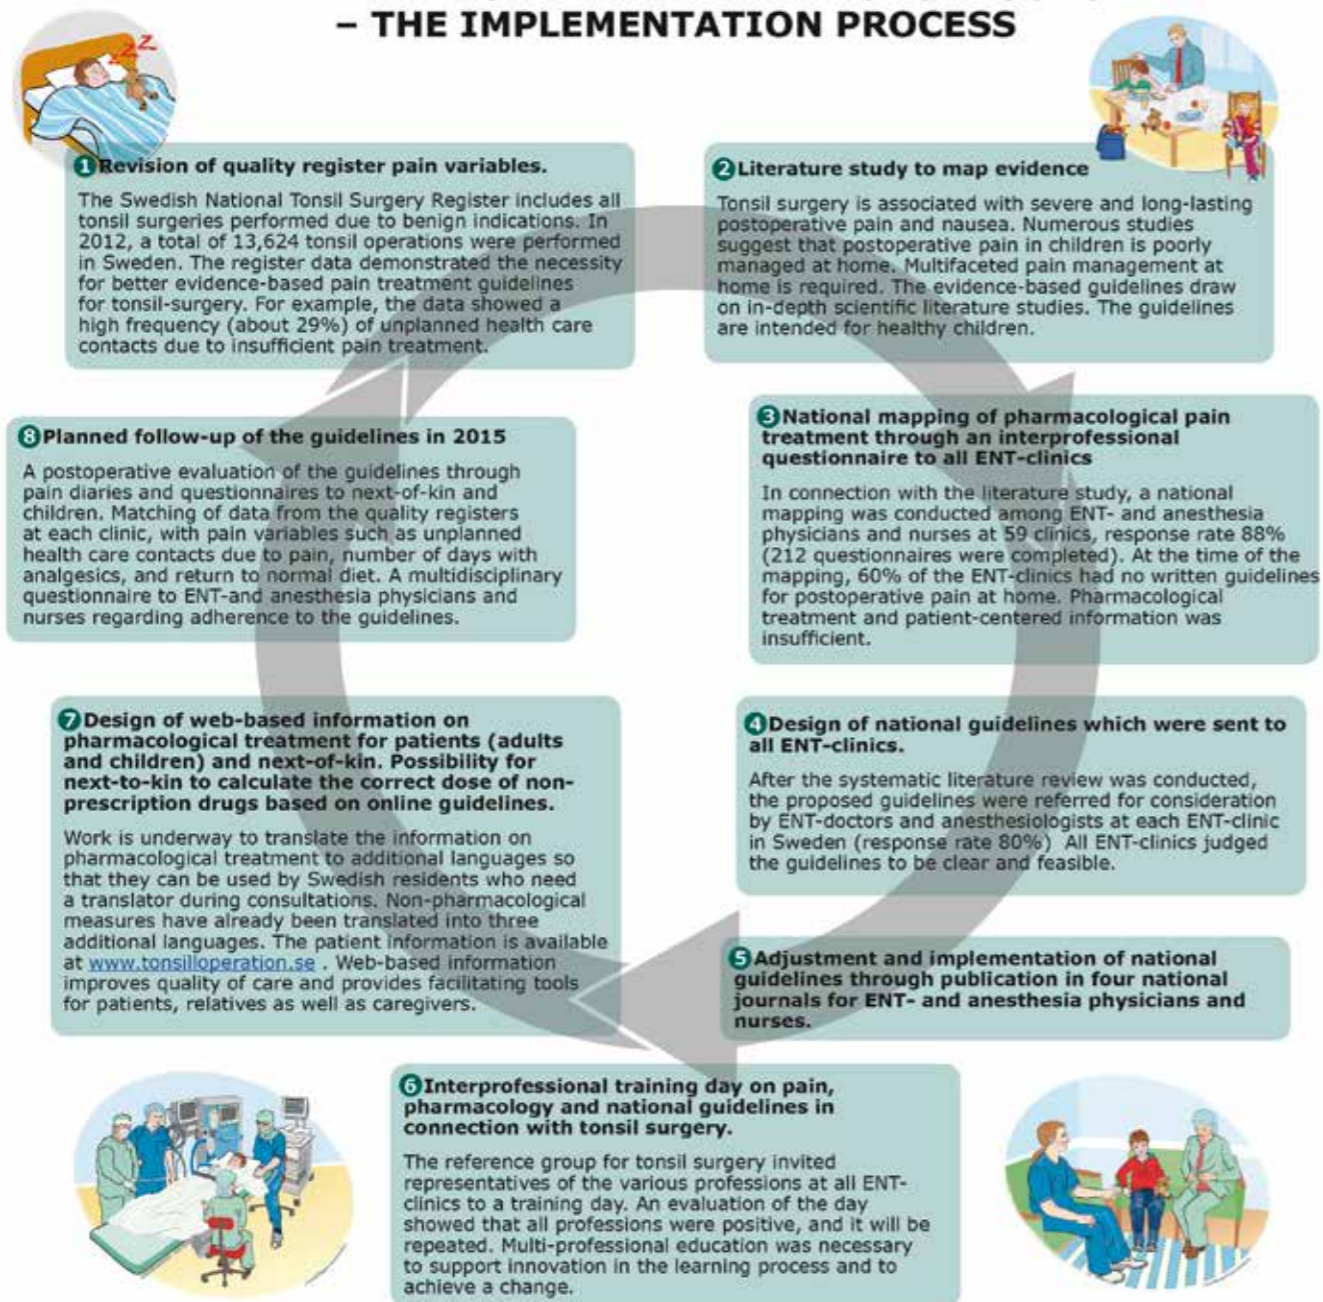 – THE IMPLEMENTATION PROCESS
zzZ
1 Revision of quality register pain variables.
The Swedish National Tonsil Surgery Register includes all
tonsil surgeries performed due to benign indications. In
2012, a total of 13,624 tonsil operations were performed
in Sweden. The register data demonstrated the necessity
for better evidence-based pain treatment guidelines
for tonsil-surgery. For example, the data showed a
high frequency (about 29%) of unplanned health care
contacts due to insufficient pain treatment.
2 Literature study to map evidence
Tonsil surgery is associated with severe and long-lasting
postoperative pain and nausea. Numerous studies
suggest that postoperative pain in children is poorly
managed at home. Multifaceted pain management at
home is required. The evidence-based guidelines draw
on in-depth scientific literature studies. The guidelines
are intended for healthy children.
3 National mapping of pharmacological pain
treatment through an interprofessional
questionnaire to all ENT-clinics
In connection with the literature study, a national
mapping was conducted among ENT- and anesthesia
physicians and nurses at 59 clinics, response rate 88%
(212 questionnaires were completed). At the time of the
mapping, 60% of the ENT-clinics had no written guidelines
for postoperative pain at home. Pharmacological
treatment and patient-centered information was
insufficient.
4 Design of national guidelines which were sent to
all ENT-clinics.
After the systematic literature review was conducted,
the proposed guidelines were referred for consideration
by ENT-doctors and anesthesiologists at each ENT-clinic
in Sweden (response rate 80%) All ENT-clinics judged
the guidelines to be clear and feasible.
5 Adjustment and implementation of national
guidelines through publication in four national
journals for ENT- and anesthesia physicians and
nurses.
6 Interprofessional training day on pain,
pharmacology and national guidelines in
connection with tonsil surgery.
The reference group for tonsil surgery invited
representatives of the various professions at all ENT-
clinics to a training day. An evaluation of the day
showed that all professions were positive, and it will be
repeated. Multi-professional education was necessary
to support innovation in the learning process and to
achieve a change.
7 Design of web-based information on
pharmacological treatment for patients (adults
and children) and next-of-kin. Possibility for
next-to-kin to calculate the correct dose of non-
prescription drugs based on online guidelines.
Work is underway to translate the information on
pharmacological treatment to additional languages so
that they can be used by Swedish residents who need
a translator during consultations. Non-pharmacological
measures have already been translated into three
additional languages. The patient information is available
at www.tonsilloperation.se . Web-based information
improves quality of care and provides facilitating tools
for patients, relatives as well as caregivers.
8 Planned follow-up of the guidelines in 2015
A postoperative evaluation of the guidelines through
pain diaries and questionnaires to next-of-kin and
children. Matching of data from the quality registers
at each clinic, with pain variables such as unplanned
health care contacts due to pain, number of days with
analgesics, and return to normal diet. A multidisciplinary
questionnaire to ENT-and anesthesia physicians and
nurses regarding adherence to the guidelines.